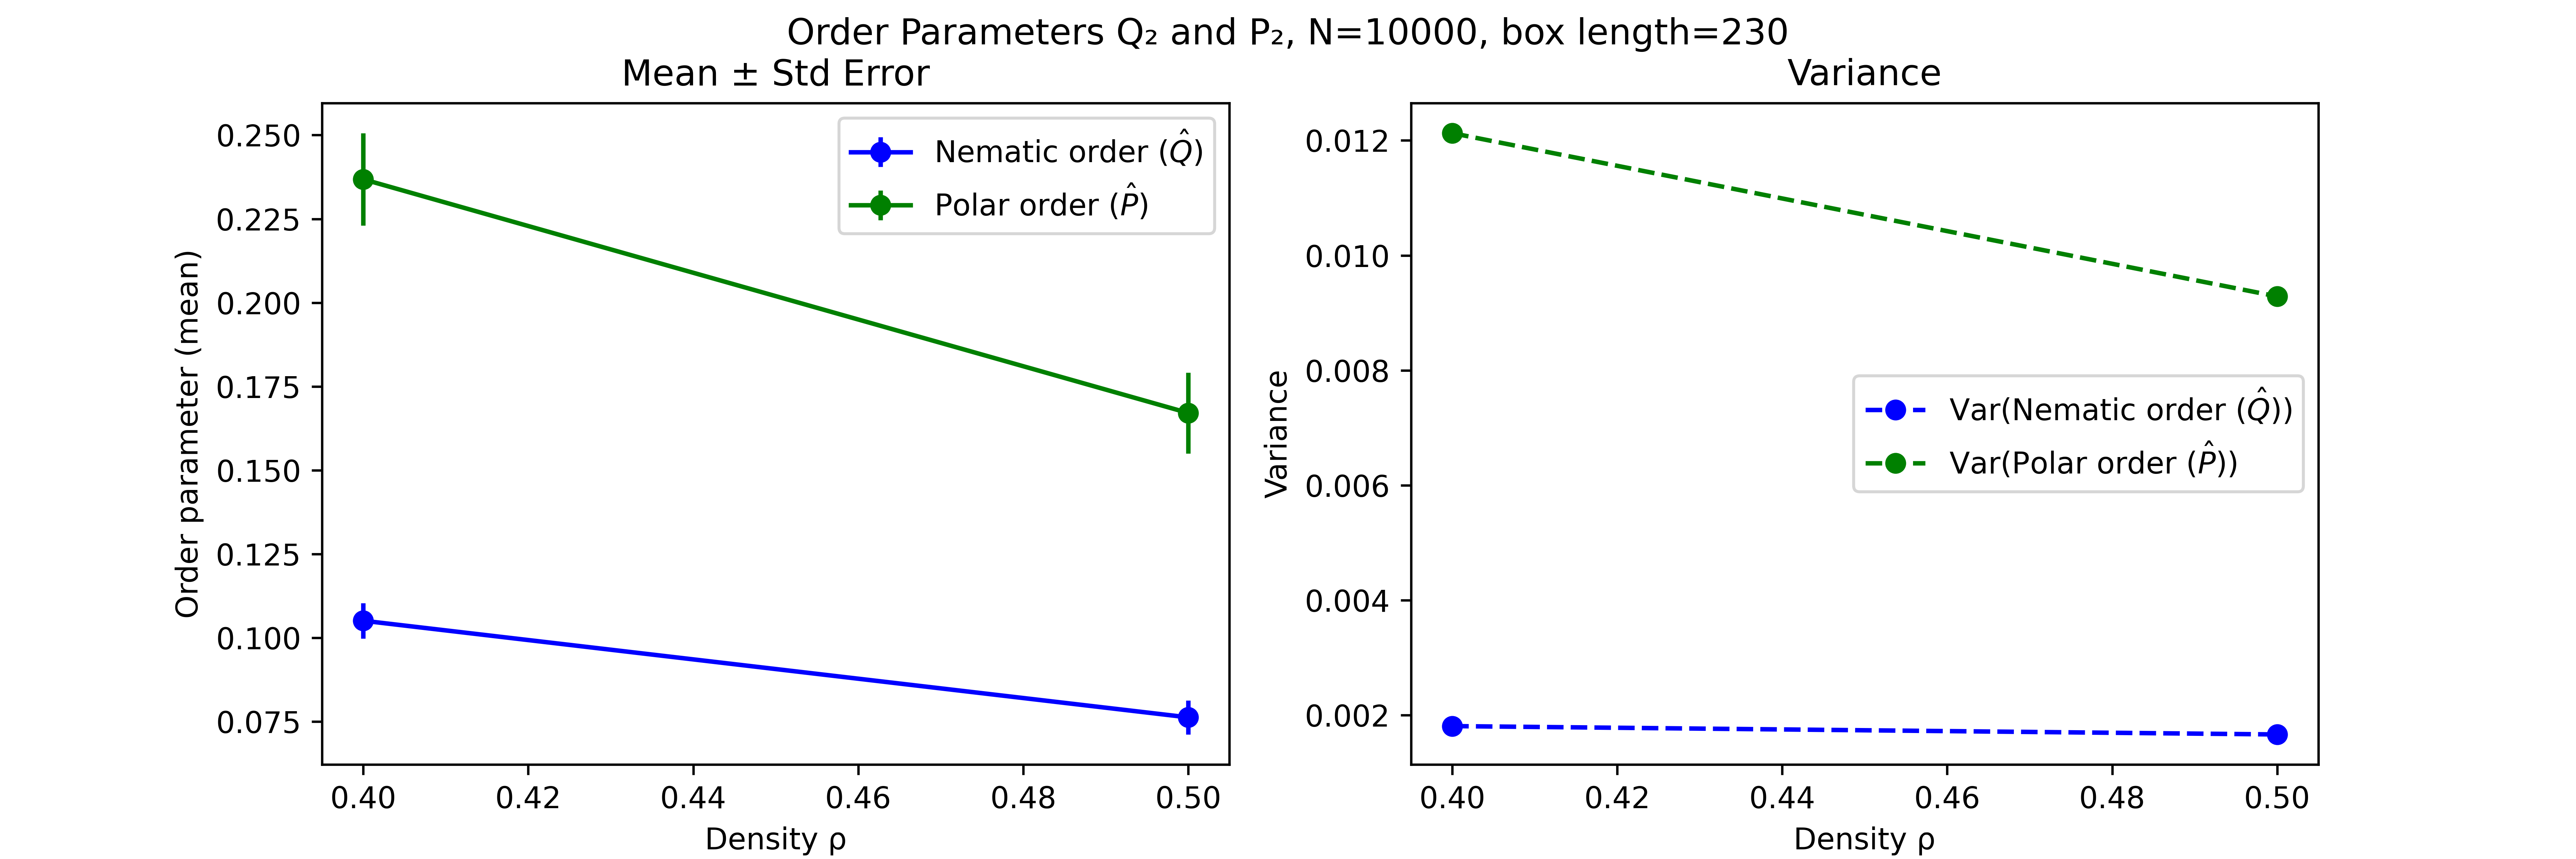 Order Parameters Q₂ and P₂, N=10000, box length=230
Mean ± Std Error
Order parameter (mean)
0.250
0.225
0.200
0.175
0.150
0.125
0.100
0.075
Nematic order (Q̂)
Polar order (P̂)
0.40 0.42 0.44 0.46 0.48 0.50
Density ρ
Variance
Variance
0.012
0.010
0.008
0.006
0.004
0.002
Var(Nematic order (Q̂))
Var(Polar order (P̂))
0.40 0.42 0.44 0.46 0.48 0.50
Density ρ